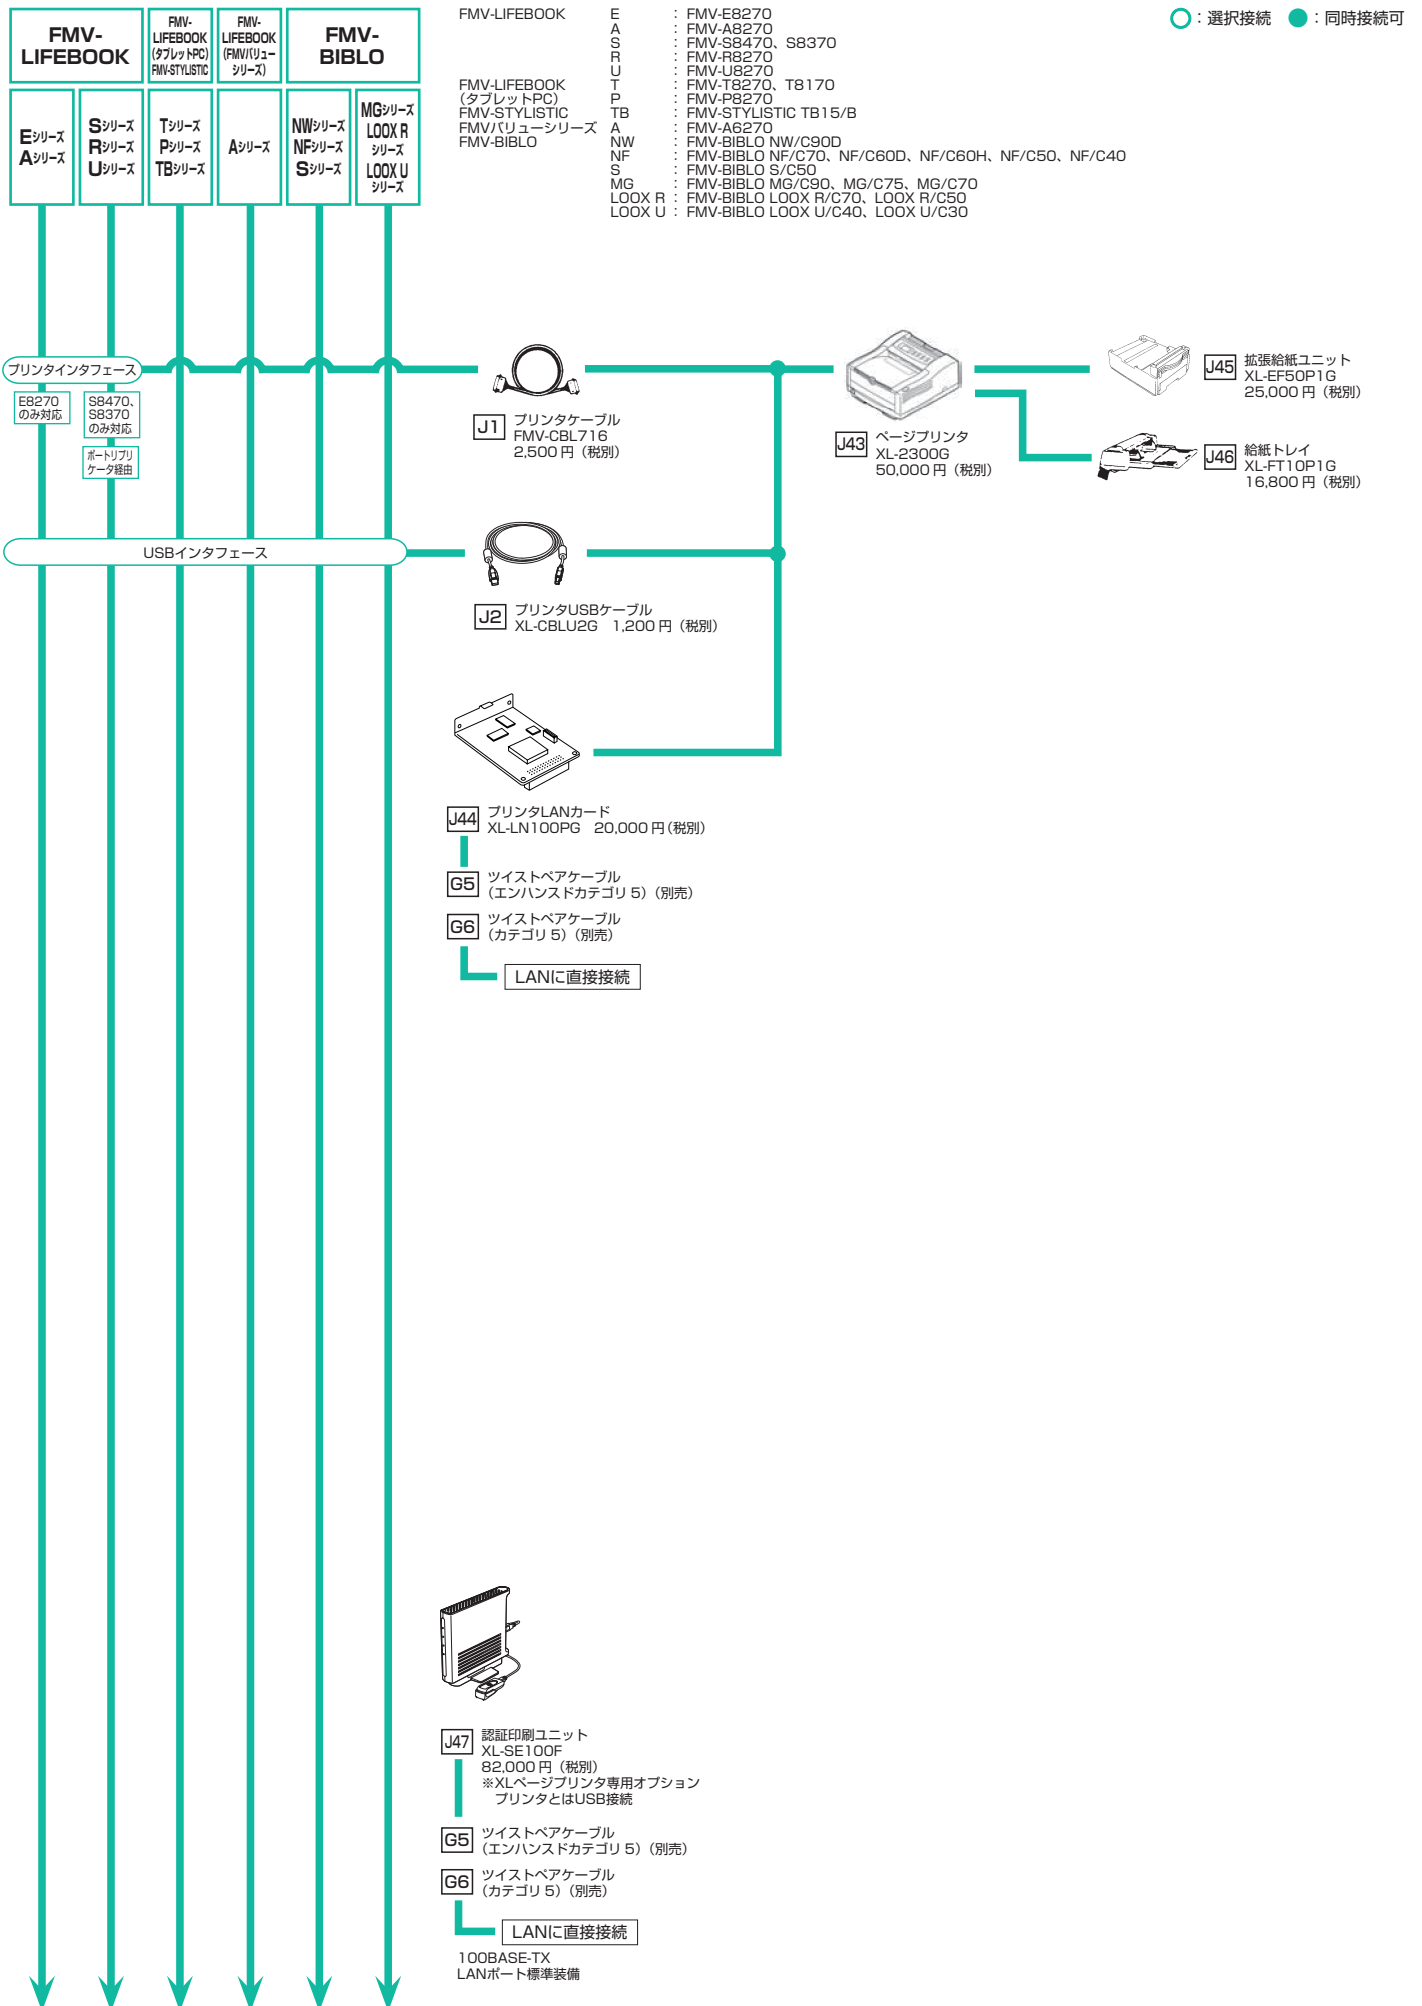 FMV-
LIFEBOOK
FMV-
LIFEBOOK
(タブレットPC)
FMV-STYLISTIC
FMV-
LIFEBOOK
(FMVバリュー
シリーズ)
FMV-
BIBLO
Eシリーズ
Aシリーズ
Sシリーズ
Rシリーズ
Uシリーズ
Tシリーズ
Pシリーズ
TBシリーズ
Aシリーズ
NWシリーズ
NFシリーズ
Sシリーズ
MGシリーズ
LOOX R
シリーズ
LOOX U
シリーズ
FMV-LIFEBOOK E : FMV-E8270
A : FMV-A8270
S : FMV-S8470、S8370
R : FMV-R8270
U : FMV-U8270
FMV-LIFEBOOK T : FMV-T8270、T8170
(タブレットPC) P : FMV-P8270
FMV-STYLISTIC TB : FMV-STYLISTIC TB15/B
FMVバリューシリーズ A : FMV-A6270
FMV-BIBLO NW : FMV-BIBLO NW/C90D
NF : FMV-BIBLO NF/C70、NF/C60D、NF/C60H、NF/C50、NF/C40
S : FMV-BIBLO S/C50
MG : FMV-BIBLO MG/C90、MG/C75、MG/C70
LOOX R : FMV-BIBLO LOOX R/C70、LOOX R/C50
LOOX U : FMV-BIBLO LOOX U/C40、LOOX U/C30
○：選択接続 ●：同時接続可
プリンタインタフェース
E8270
のみ対応
S8470、
S8370
のみ対応
ポートリプリ
ケータ経由
J1 プリンタケーブル
FMV-CBL716
2,500円（税別）
J43 ページプリンタ
XL-2300G
50,000円（税別）
J45 拡張給紙ユニット
XL-EF50P1G
25,000円（税別）
J46 給紙トレイ
XL-FT10P1G
16,800円（税別）
USBインタフェース
J2 プリンタUSBケーブル
XL-CBLU2G 1,200円（税別）
J44 プリンタLANカード
XL-LN100PG 20,000円（税別）
G5 ツイストペアケーブル
（エンハンスドカテゴリ5）（別売）
G6 ツイストペアケーブル
（カテゴリ5）（別売）
LANに直接接続
J47 認証印刷ユニット
XL-SE100F
82,000円（税別）
※XLページプリンタ専用オプション
プリンタとはUSB接続
G5 ツイストペアケーブル
（エンハンスドカテゴリ5）（別売）
G6 ツイストペアケーブル
（カテゴリ5）（別売）
LANに直接接続
100BASE-TX
LANポート標準装備